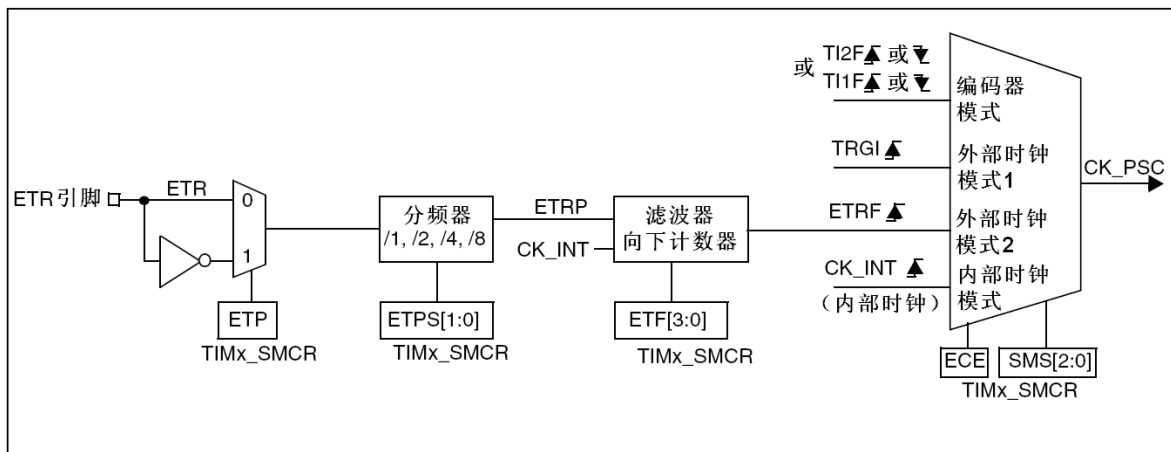 ETR引脚
ETR
0
1
ETP
TIMx_SMCR
分频器
/1, /2, /4, /8
ETPS[1:0]
TIMx_SMCR
ETRP
CK_INT
滤波器
向下计数器
ETF[3:0]
TIMx_SMCR
或
TI2F 或
TI1F 或
TRGI
ETRF
CK_INT
（内部时钟）
编码器
模式
外部时钟
模式1
外部时钟
模式2
内部时钟
模式
CK_PSC
ECE
SMS[2:0]
TIMx_SMCR